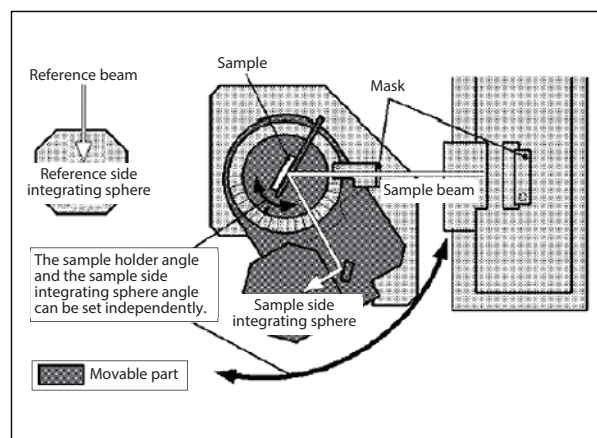 Sample
Reference beam
Mask
Reference side
integrating sphere
Sample beam
The sample holder angle
and the sample side
integrating sphere angle
can be set independently.
Sample side
integrating sphere
Movable part